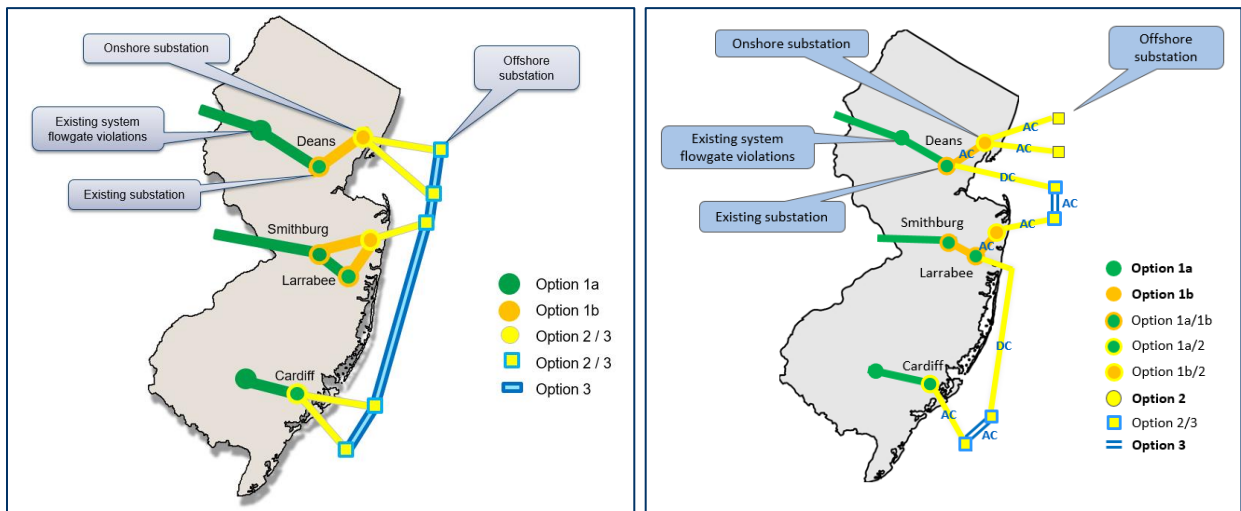 Onshore substation
Offshore
substation
Existing system
flowgate violations
Deans
Existing substation
Smithburg
Larrabee
Cardiff
Option 1a
Option 1b
Option 2 / 3
Option 2 / 3
Option 3
Onshore substation
Offshore
substation
AC
AC
Deans
AC
Existing system
flowgate violations
DC
AC
Existing substation
Smithburg
AC
AC
Larrabee
DC
Cardiff
AC
AC
Option 1a
Option 1b
Option 1a/1b
Option 1a/2
Option 1b/2
Option 2
Option 2/3
Option 3